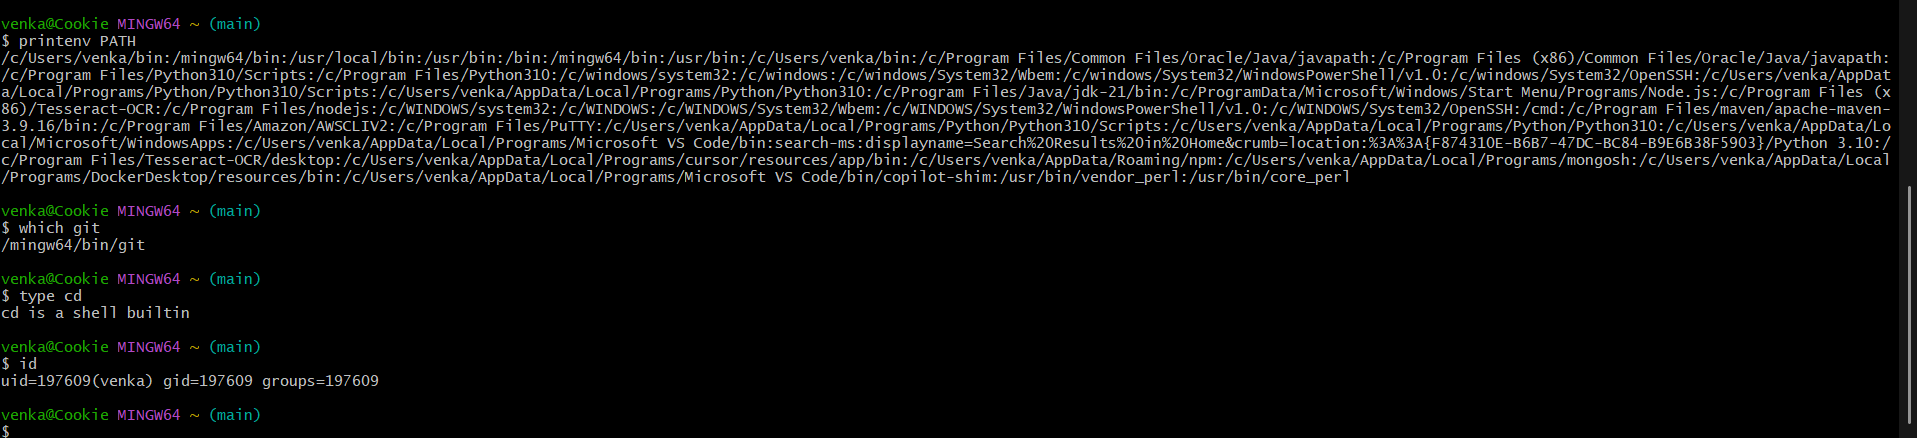 venka@Cookie MINGW64 ~ (main)
$ printenv PATH
/c/Users/venka/bin:/mingw64/bin:/usr/local/bin:/usr/bin:/bin:/mingw64/bin:/usr/bin:/c/Users/venka/bin:/c/Program Files/Common Files/Oracle/Java/javapath:/c/Program Files (x86)/Common Files/Oracle/Java/javapath:
/c/Program Files/Python310/Scripts:/c/Program Files/Python310:/c/windows/system32:/c/windows:/c/windows/System32/Wbem:/c/windows/System32/WindowsPowerShell/v1.0:/c/windows/System32/OpenSSH:/c/Users/venka/AppDat
a/Local/Programs/Python/Python310/Scripts:/c/Users/venka/AppData/Local/Programs/Python/Python310:/c/Program Files/Java/jdk-21/bin:/c/ProgramData/Microsoft/Windows/Start Menu/Programs/Node.js:/c/Program Files (x
86)/Tesseract-OCR:/c/Program Files/nodejs:/c/WINDOWS/system32:/c/WINDOWS:/c/WINDOWS/System32/Wbem:/c/WINDOWS/System32/WindowsPowerShell/v1.0:/c/WINDOWS/System32/OpenSSH:/cmd:/c/Program Files/maven/apache-maven-
3.9.16/bin:/c/Program Files/Amazon/AWSCLIV2:/c/Program Files/PuTTY:/c/Users/venka/AppData/Local/Programs/Python/Python310/Scripts:/c/Users/venka/AppData/Local/Programs/Python/Python310:/c/Users/venka/AppData/Lo
cal/Microsoft/WindowsApps:/c/Users/venka/AppData/Local/Programs/Microsoft VS Code/bin:search-ms:displayname=Search%20Results%20in%20Home&crumb=location:%3A%3A{F874310E-B6B7-47DC-BC84-B9E6B38F5903}/Python 3.10:/
c/Program Files/Tesseract-OCR/desktop:/c/Users/venka/AppData/Local/Programs/cursor/resources/app/bin:/c/Users/venka/AppData/Roaming/npm:/c/Users/venka/AppData/Local/Programs/mongosh:/c/Users/venka/AppData/Local
/Programs/DockerDesktop/resources/bin:/c/Users/venka/AppData/Local/Programs/Microsoft VS Code/bin/copilot-shim:/usr/bin/vendor_perl:/usr/bin/core_perl
venka@Cookie MINGW64 ~ (main)
$ which git
/mingw64/bin/git
venka@Cookie MINGW64 ~ (main)
$ type cd
cd is a shell builtin
venka@Cookie MINGW64 ~ (main)
$ id
uid=197609(venka) gid=197609 groups=197609
venka@Cookie MINGW64 ~ (main)
$